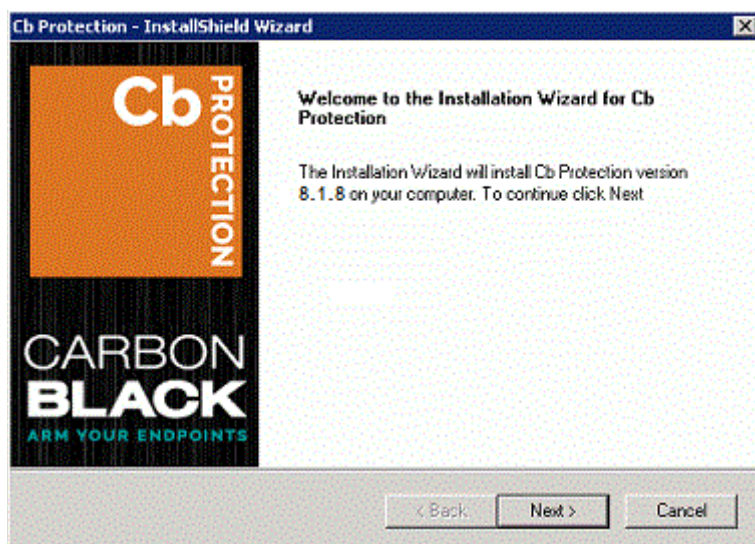 Cb Protection - InstallShield Wizard
Cb
PROTECTION
CARBON
BLACK
ARM YOUR ENDPOINTS
Welcome to the Installation Wizard for Cb
Protection
The Installation Wizard will install Cb Protection version
8.1.8 on your computer. To continue click Next
< Back
Next >
Cancel